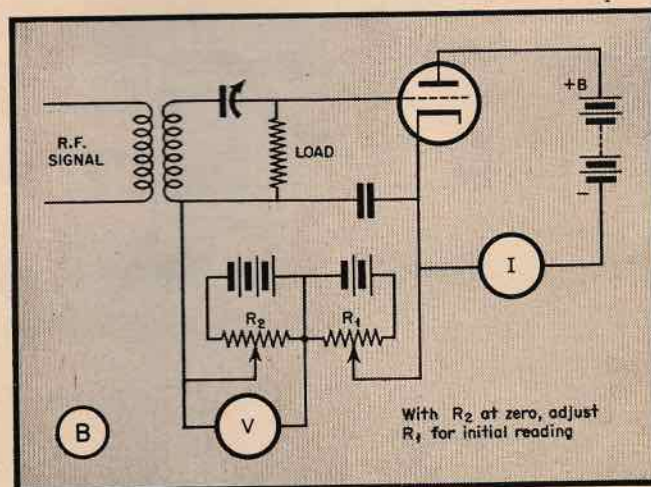 R.F.
SIGNAL
LOAD
+B
−
I
R₂
R₁
V
B
With R₂ at zero, adjust
R₁ for initial reading